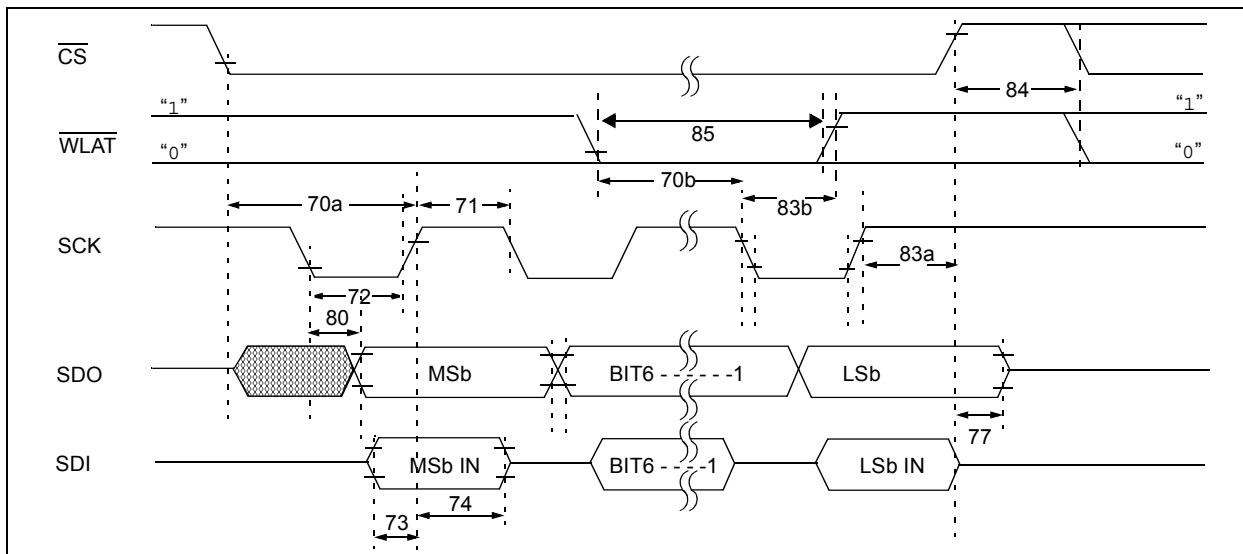 CS
84
"1"
"1"
85
WLAT
"0"
"0"
70b
70a
71
83b
SCK
83a
72
80
SDO
MSb
BIT6 - - - - - -1
LSb
77
SDI
MSb IN
BIT6 - - - - -1
LSb IN
74
73